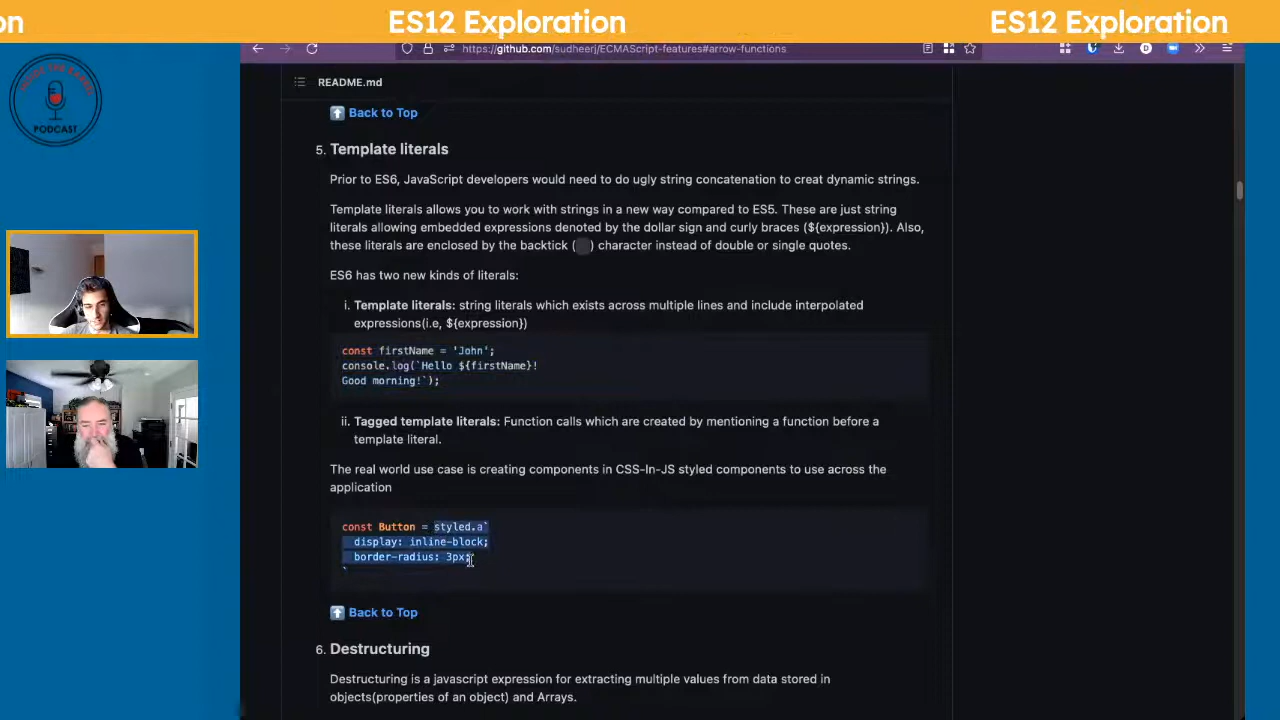 on
ES12 Exploration
ES12 Exploration
https://github.com/sudheerj/ECMAScript-features#arrow-functions
PODCAST
README.md
Back to Top
5. Template literals
Prior to ES6, JavaScript developers would need to do ugly string concatenation to creat dynamic strings.
Template literals allows you to work with strings in a new way compared to ES5. These are just string
literals allowing embedded expressions denoted by the dollar sign and curly braces (${expression}). Also,
these literals are enclosed by the backtick ( ) character instead of double or single quotes.
ES6 has two new kinds of literals:
i. Template literals: string literals which exists across multiple lines and include interpolated
expressions(i.e, ${expression})
const firstName = 'John';
console.log(`Hello ${firstName}!
Good morning!`);
ii. Tagged template literals: Function calls which are created by mentioning a function before a
template literal.
The real world use case is creating components in CSS-In-JS styled components to use across the
application
const Button = styled.a`
display: inline-block;
border-radius: 3px;
`
Back to Top
6. Destructuring
Destructuring is a javascript expression for extracting multiple values from data stored in
objects(properties of an object) and Arrays.